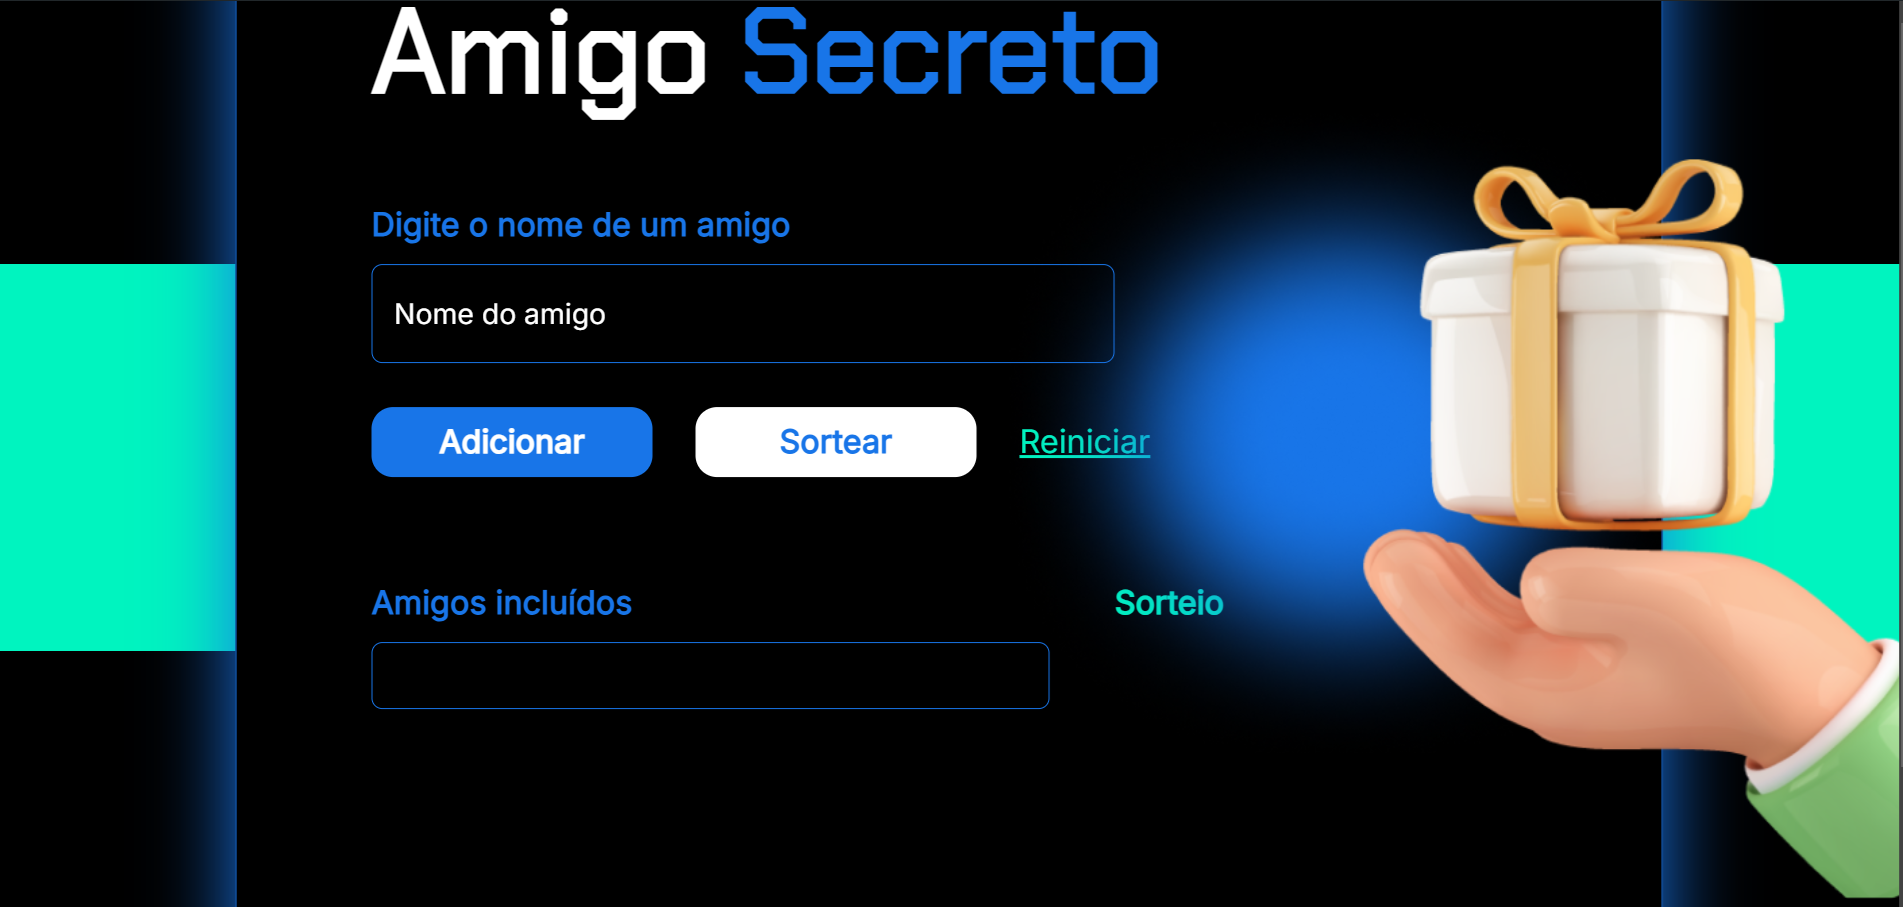 Amigo Secreto
Digite o nome de um amigo
Nome do amigo
Adicionar Sortear Reiniciar
Amigos incluídos Sorteio